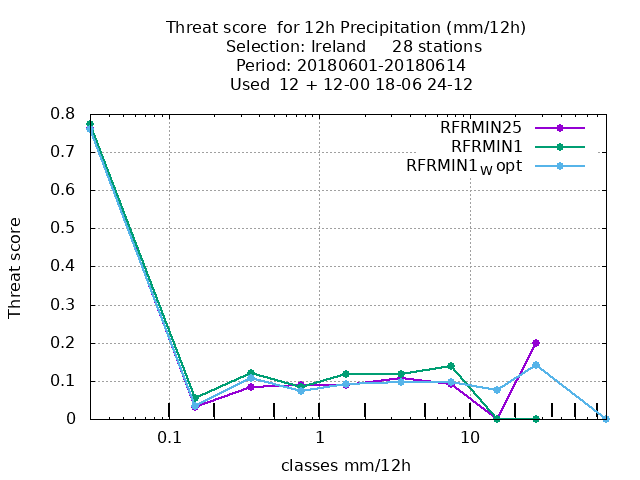 Threat score  for 12h Precipitation (mm/12h)
Selection: Ireland     28 stations
Period: 20180601-20180614
Used  12 + 12-00 18-06 24-12
RFRMIN25
RFRMIN1
RFRMIN1W opt
0.8
0.7
0.6
0.5
0.4
0.3
0.2
0.1
0
Threat score
0.1
1
10
classes mm/12h